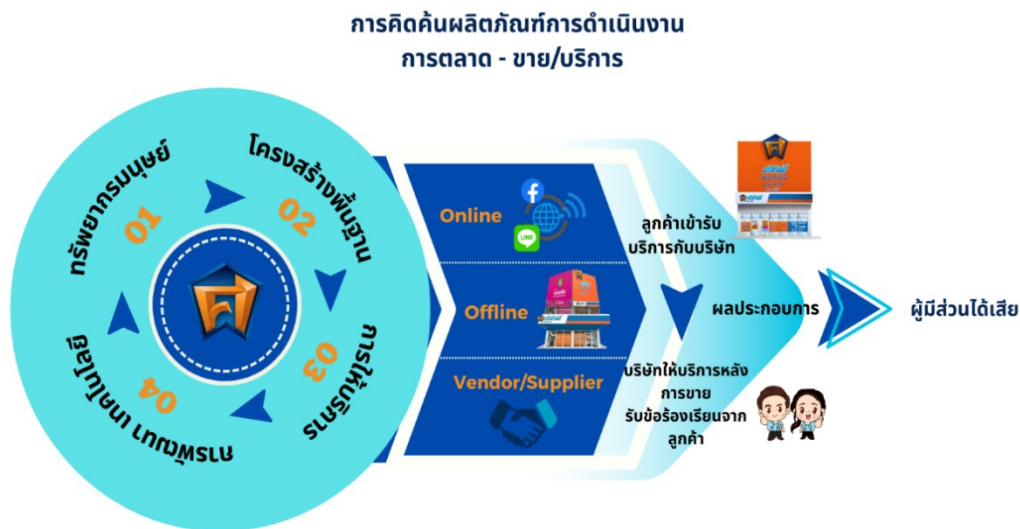 การคิดค้นผลิตภัณฑ์การดำเนินงาน
การตลาด - ขาย/บริการ
ทรัพยากรมนุษย์
01
โครงสร้างพื้นฐาน
02
การให้บริการ
03
การพัฒนา เทคโนโลยี
04
Online
LINE
Offline
Vendor/Supplier
ลูกค้าเข้ารับ
บริการกับบริษัท
ผลประกอบการ
บริษัทให้บริการหลัง
การขาย
รับข้อร้องเรียนจาก
ลูกค้า
ผู้มีส่วนได้เสีย